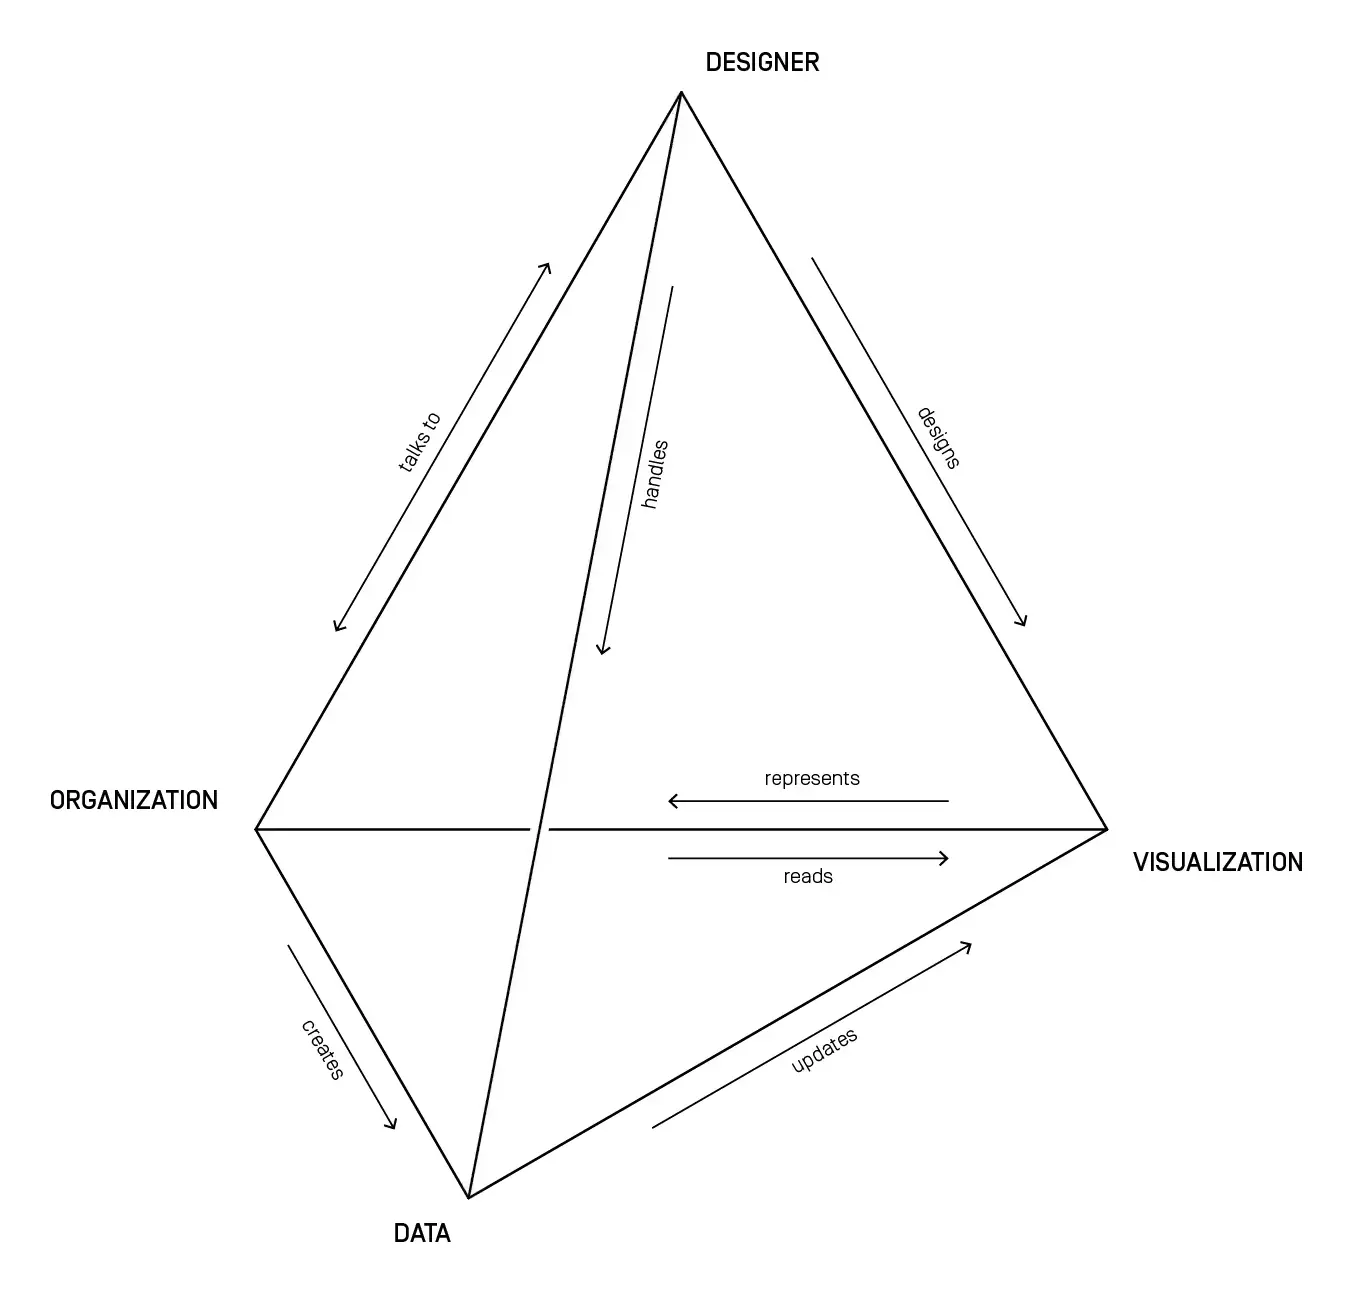 DESIGNER
talks to
handles
designs
represents
ORGANIZATION
VISUALIZATION
reads
creates
updates
DATA